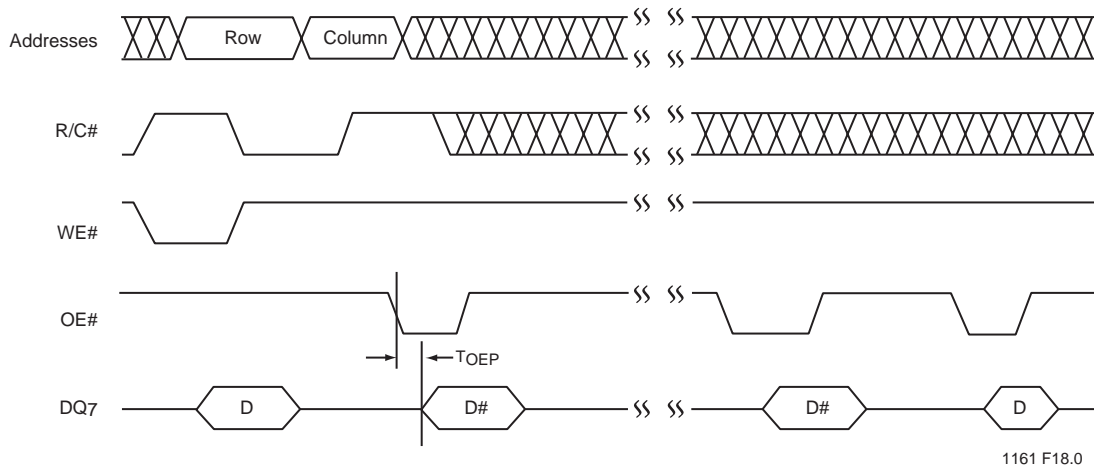 Addresses
Row
Column
R/C#
WE#
OE#
TOEP
DQ7
D
D#
D#
D
1161 F18.0